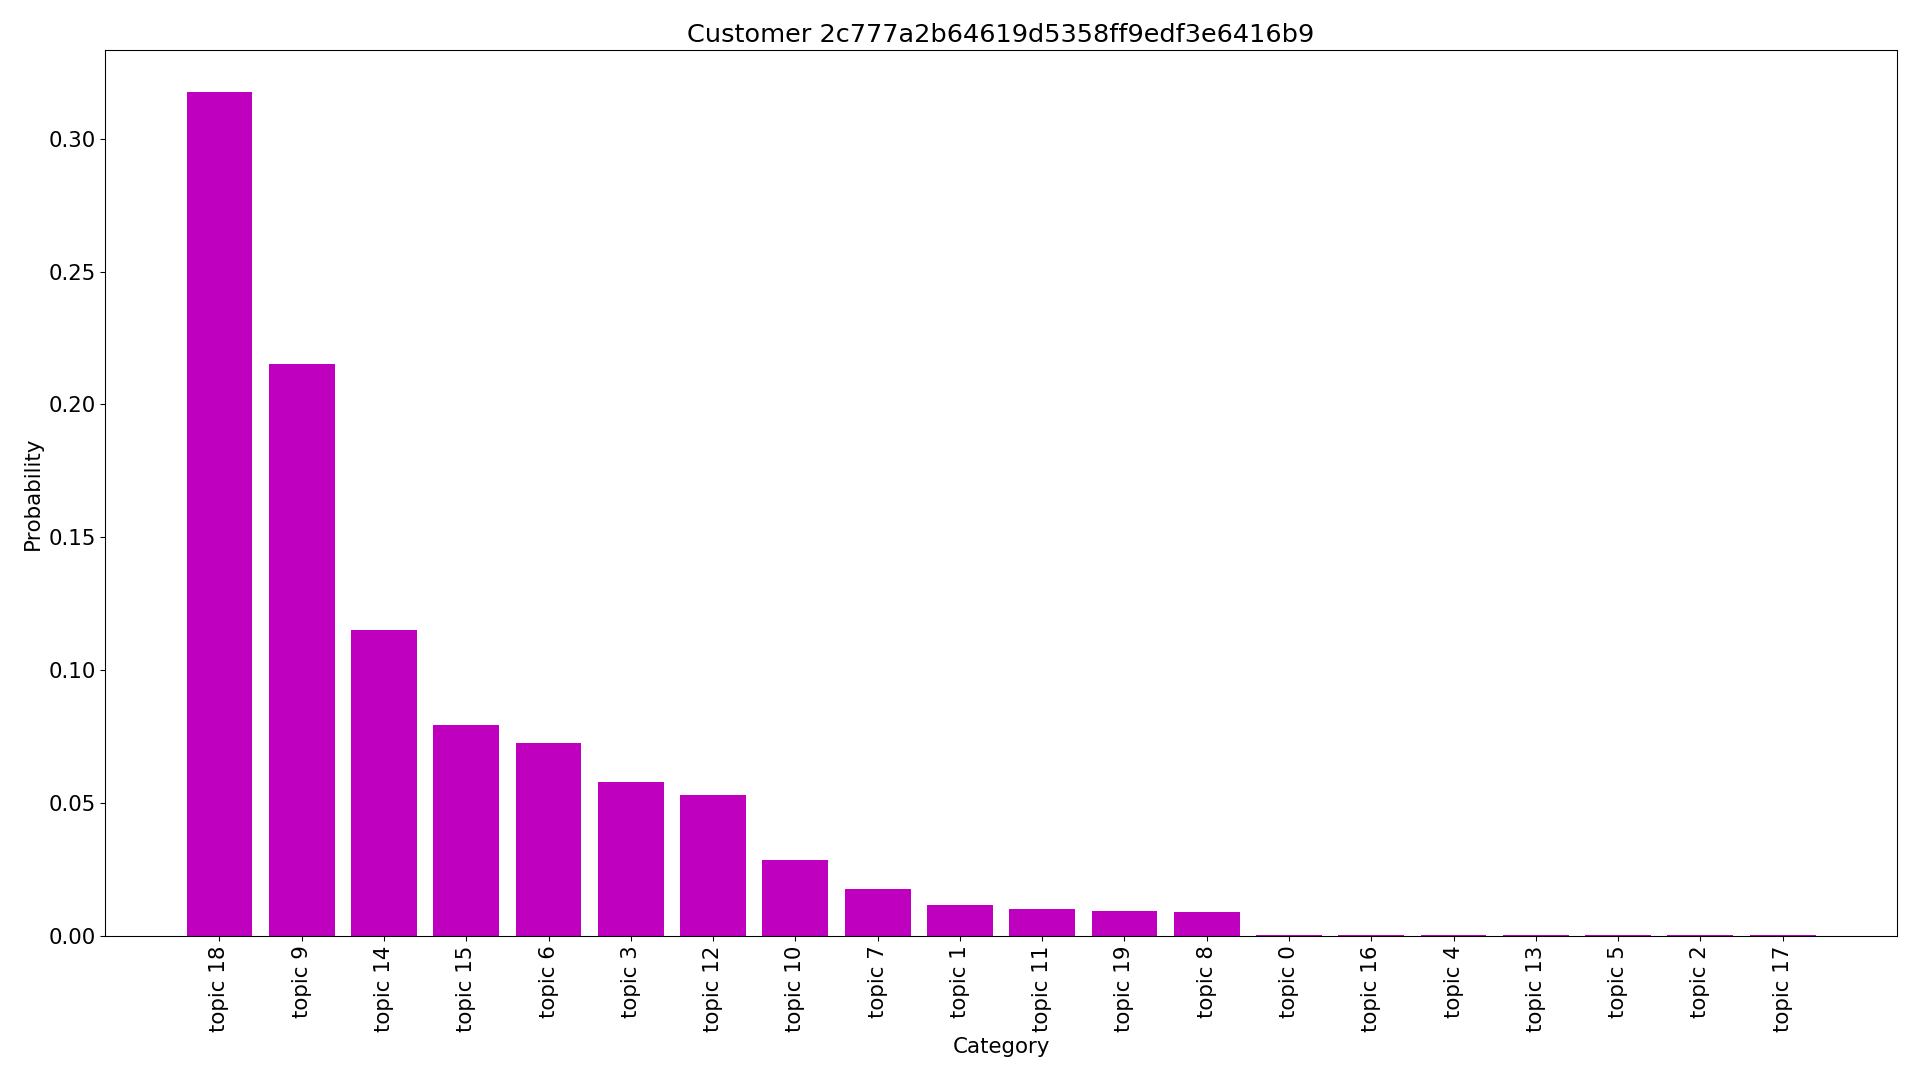 Customer 2c777a2b64619d5358ff9edf3e6416b9
Probability
0.30
0.25
0.20
0.15
0.10
0.05
0.00
topic 18
topic 9
topic 14
topic 15
topic 6
topic 3
topic 12
topic 10
topic 7
topic 1
topic 11
topic 19
topic 8
topic 0
topic 16
topic 4
topic 13
topic 5
topic 2
topic 17
Category